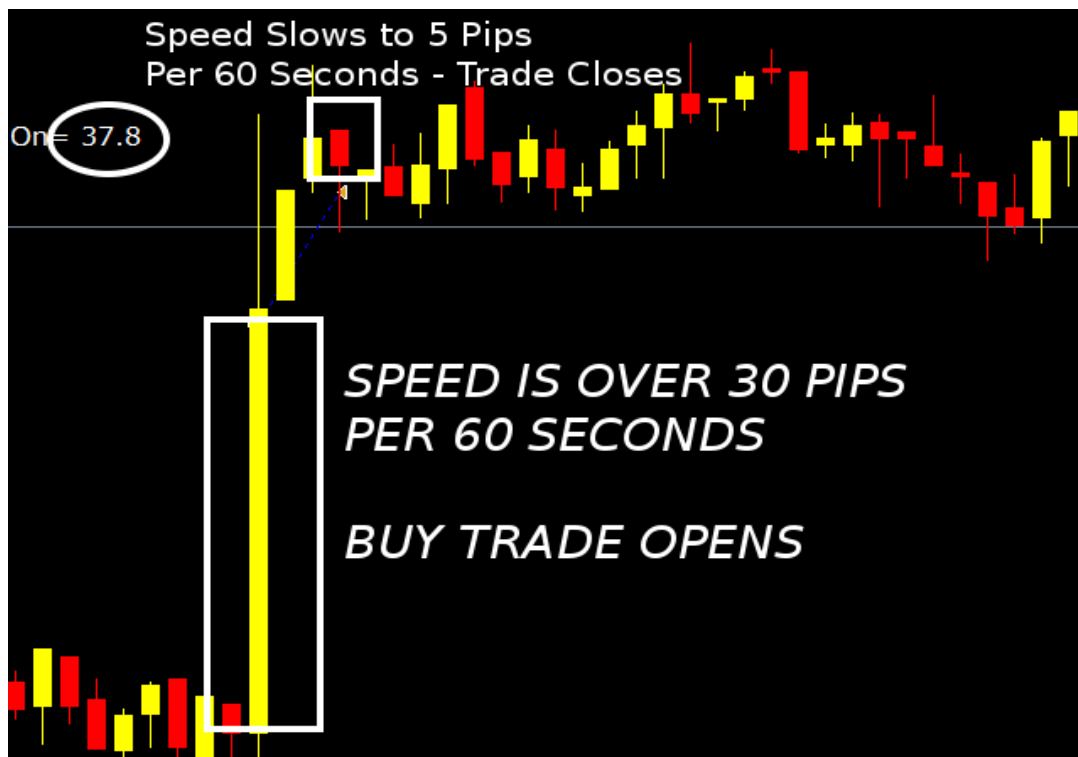 Speed Slows to 5 Pips
Per 60 Seconds - Trade Closes
On= 37.8
SPEED IS OVER 30 PIPS
PER 60 SECONDS
BUY TRADE OPENS